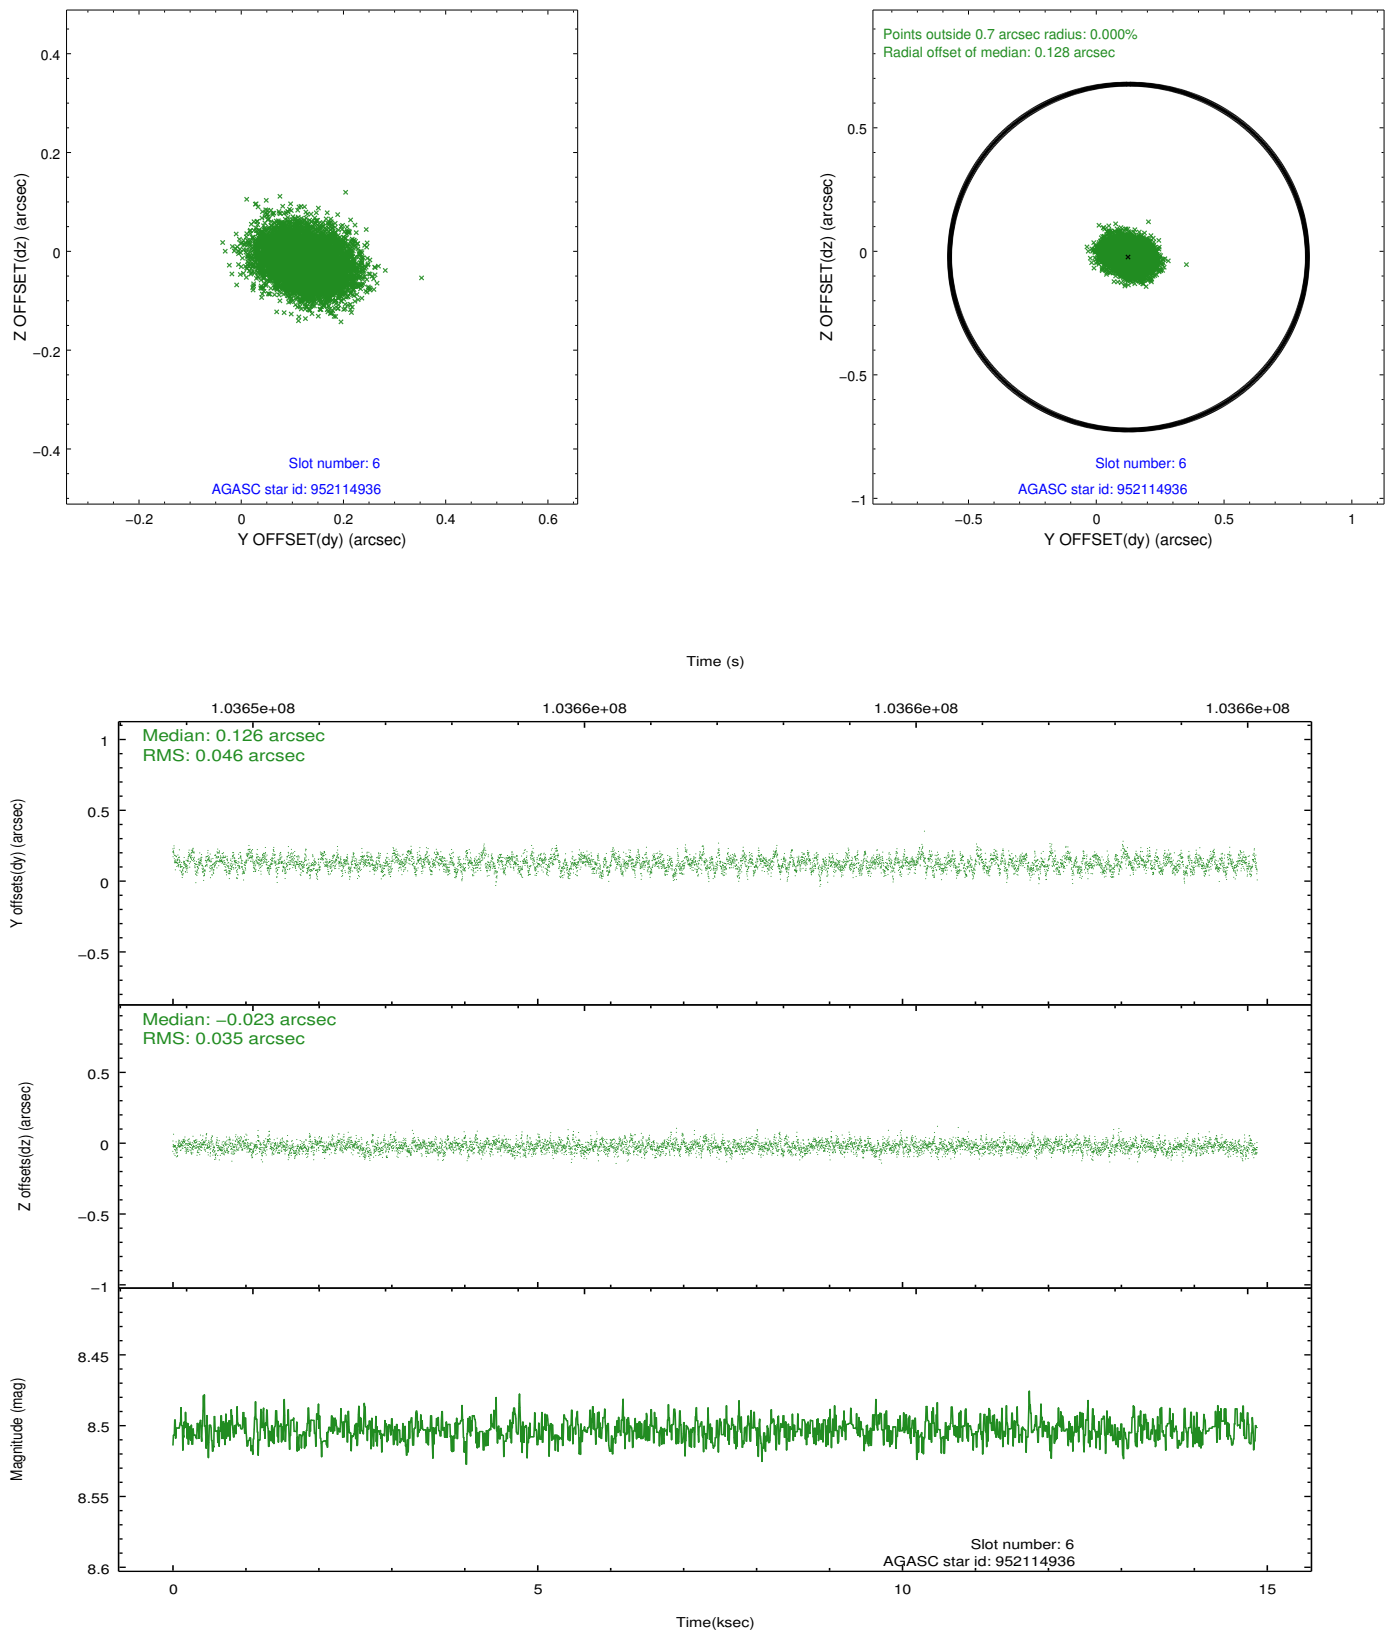 0.4
0.2
0
−0.2
−0.4
Z OFFSET(dz) (arcsec)
Slot number: 6
AGASC star id: 952114936
−0.2
0
0.2
0.4
0.6
Y OFFSET(dy) (arcsec)
Points outside 0.7 arcsec radius: 0.000%
Radial offset of median: 0.128 arcsec
0.5
0
−0.5
−1
Z OFFSET(dz) (arcsec)
Slot number: 6
AGASC star id: 952114936
−0.5
0
0.5
1
Y OFFSET(dy) (arcsec)
Time (s)
1.0365e+08
1.0366e+08
1.0366e+08
1.0366e+08
Median: 0.126 arcsec
RMS: 0.046 arcsec
1
0.5
0
−0.5
Y offsets(dy) (arcsec)
Median: −0.023 arcsec
RMS: 0.035 arcsec
0.5
0
−0.5
−1
Z offsets(dz) (arcsec)
8.45
8.5
8.55
8.6
Magnitude (mag)
Slot number: 6
AGASC star id: 952114936
0
5
10
15
Time(ksec)